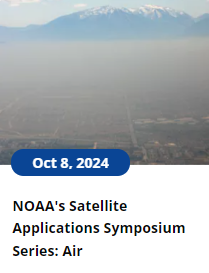 Oct 8, 2024
NOAA's Satellite
Applications Symposium
Series: Air